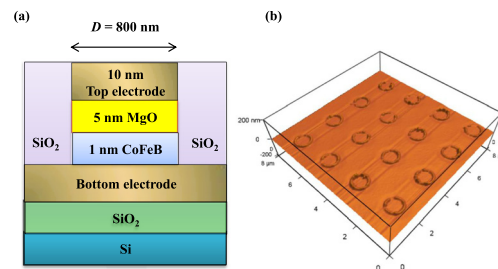 (a)
D = 800 nm
10 nm
Top electrode
5 nm MgO
SiO₂
SiO₂
1 nm CoFeB
Bottom electrode
SiO₂
Si
(b)
200 nm
0
-200
8 µm
6
4
2
0
8
6
4
2
0